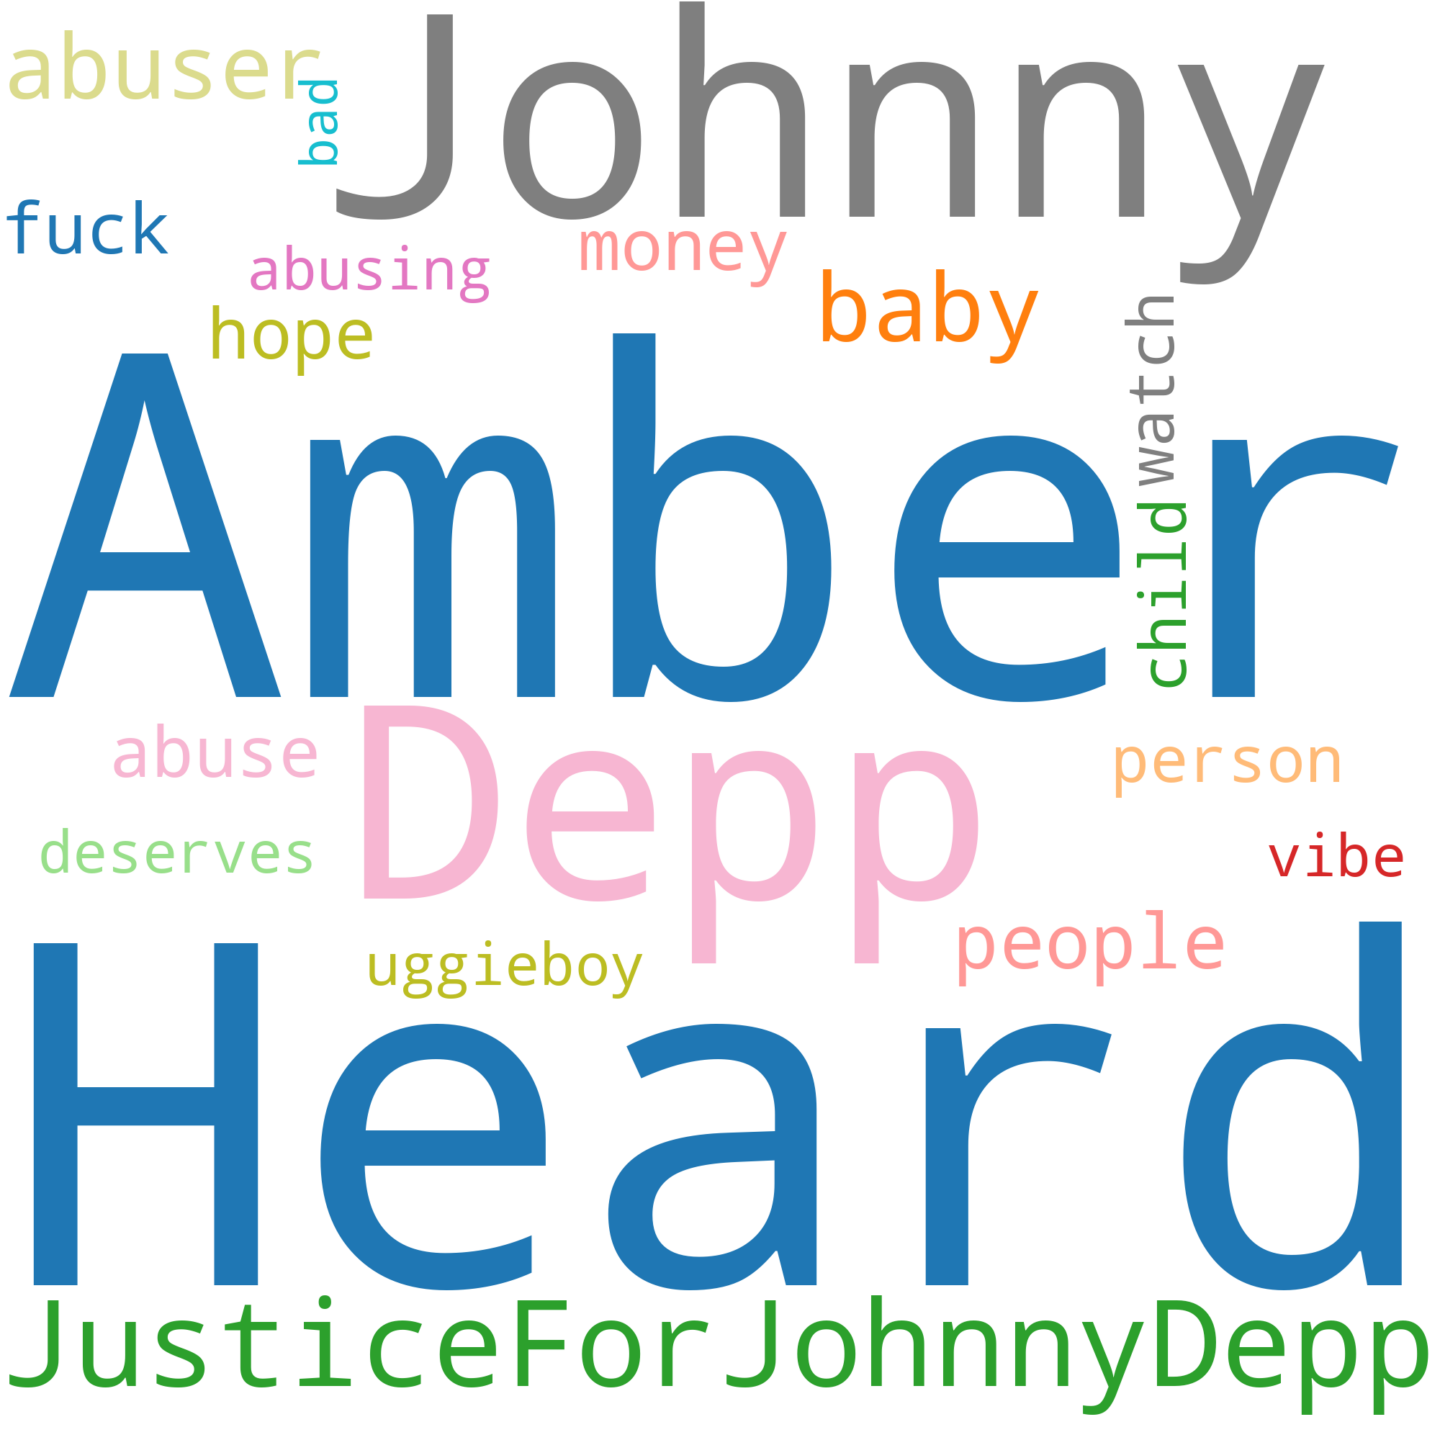 abuser
bad
Johnny
fuck
abusing
money
hope
baby
watch
Amber
child
abuse
Depp
person
deserves
vibe
uggieboy
people
Heard
JusticeForJohnnyDepp